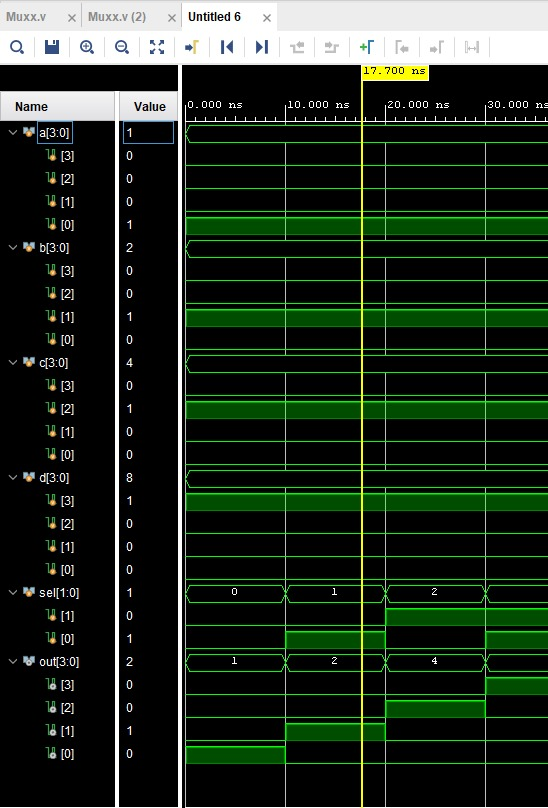 Muxx.v × Muxx.v (2) × Untitled 6 ×
17.700 ns
Name Value 0.000 ns 10.000 ns 20.000 ns 30.000 ns
a[3:0] 1
[3] 0
[2] 0
[1] 0
[0] 1
b[3:0] 2
[3] 0
[2] 0
[1] 1
[0] 0
c[3:0] 4
[3] 0
[2] 1
[1] 0
[0] 0
d[3:0] 8
[3] 1
[2] 0
[1] 0
[0] 0
sel[1:0] 1 0 1 2
[1] 0
[0] 1
out[3:0] 2 1 2 4
[3] 0
[2] 0
[1] 1
[0] 0